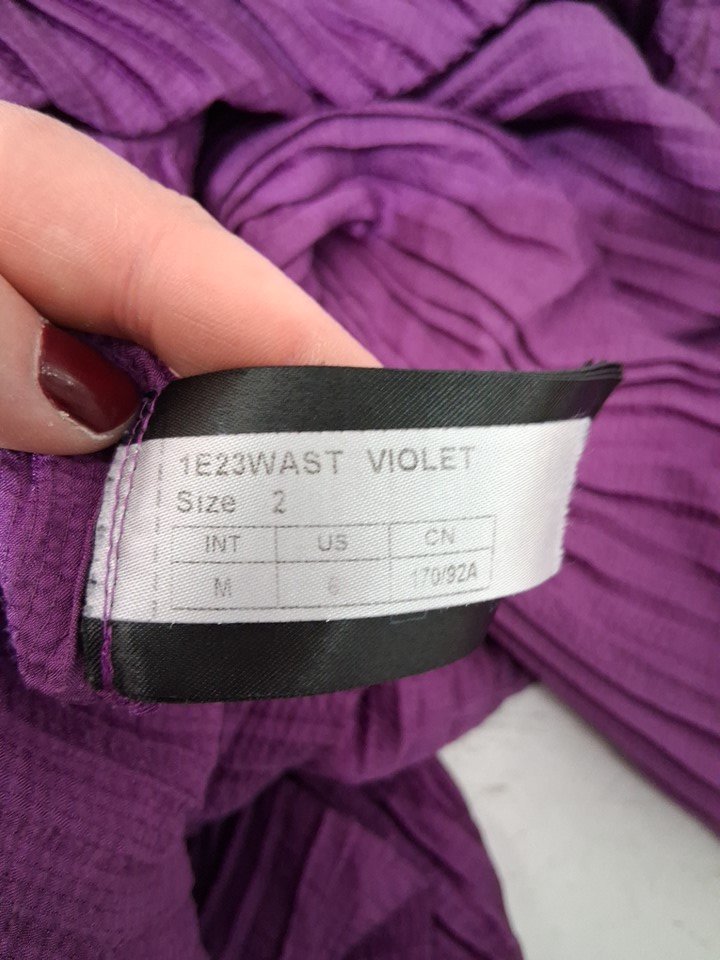 1E23WAST VIOLET
Size 2
INT US CN
M 6 170/92A